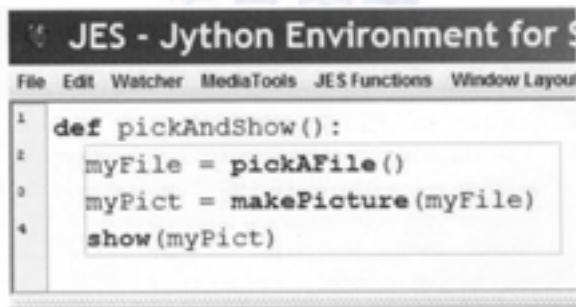 JES - Jython Environment for S
File Edit Watcher MediaTools JES Functions Window Layout
1 def pickAndShow():
2 myFile = pickAFile()
3 myPict = makePicture(myFile)
4 show(myPict)